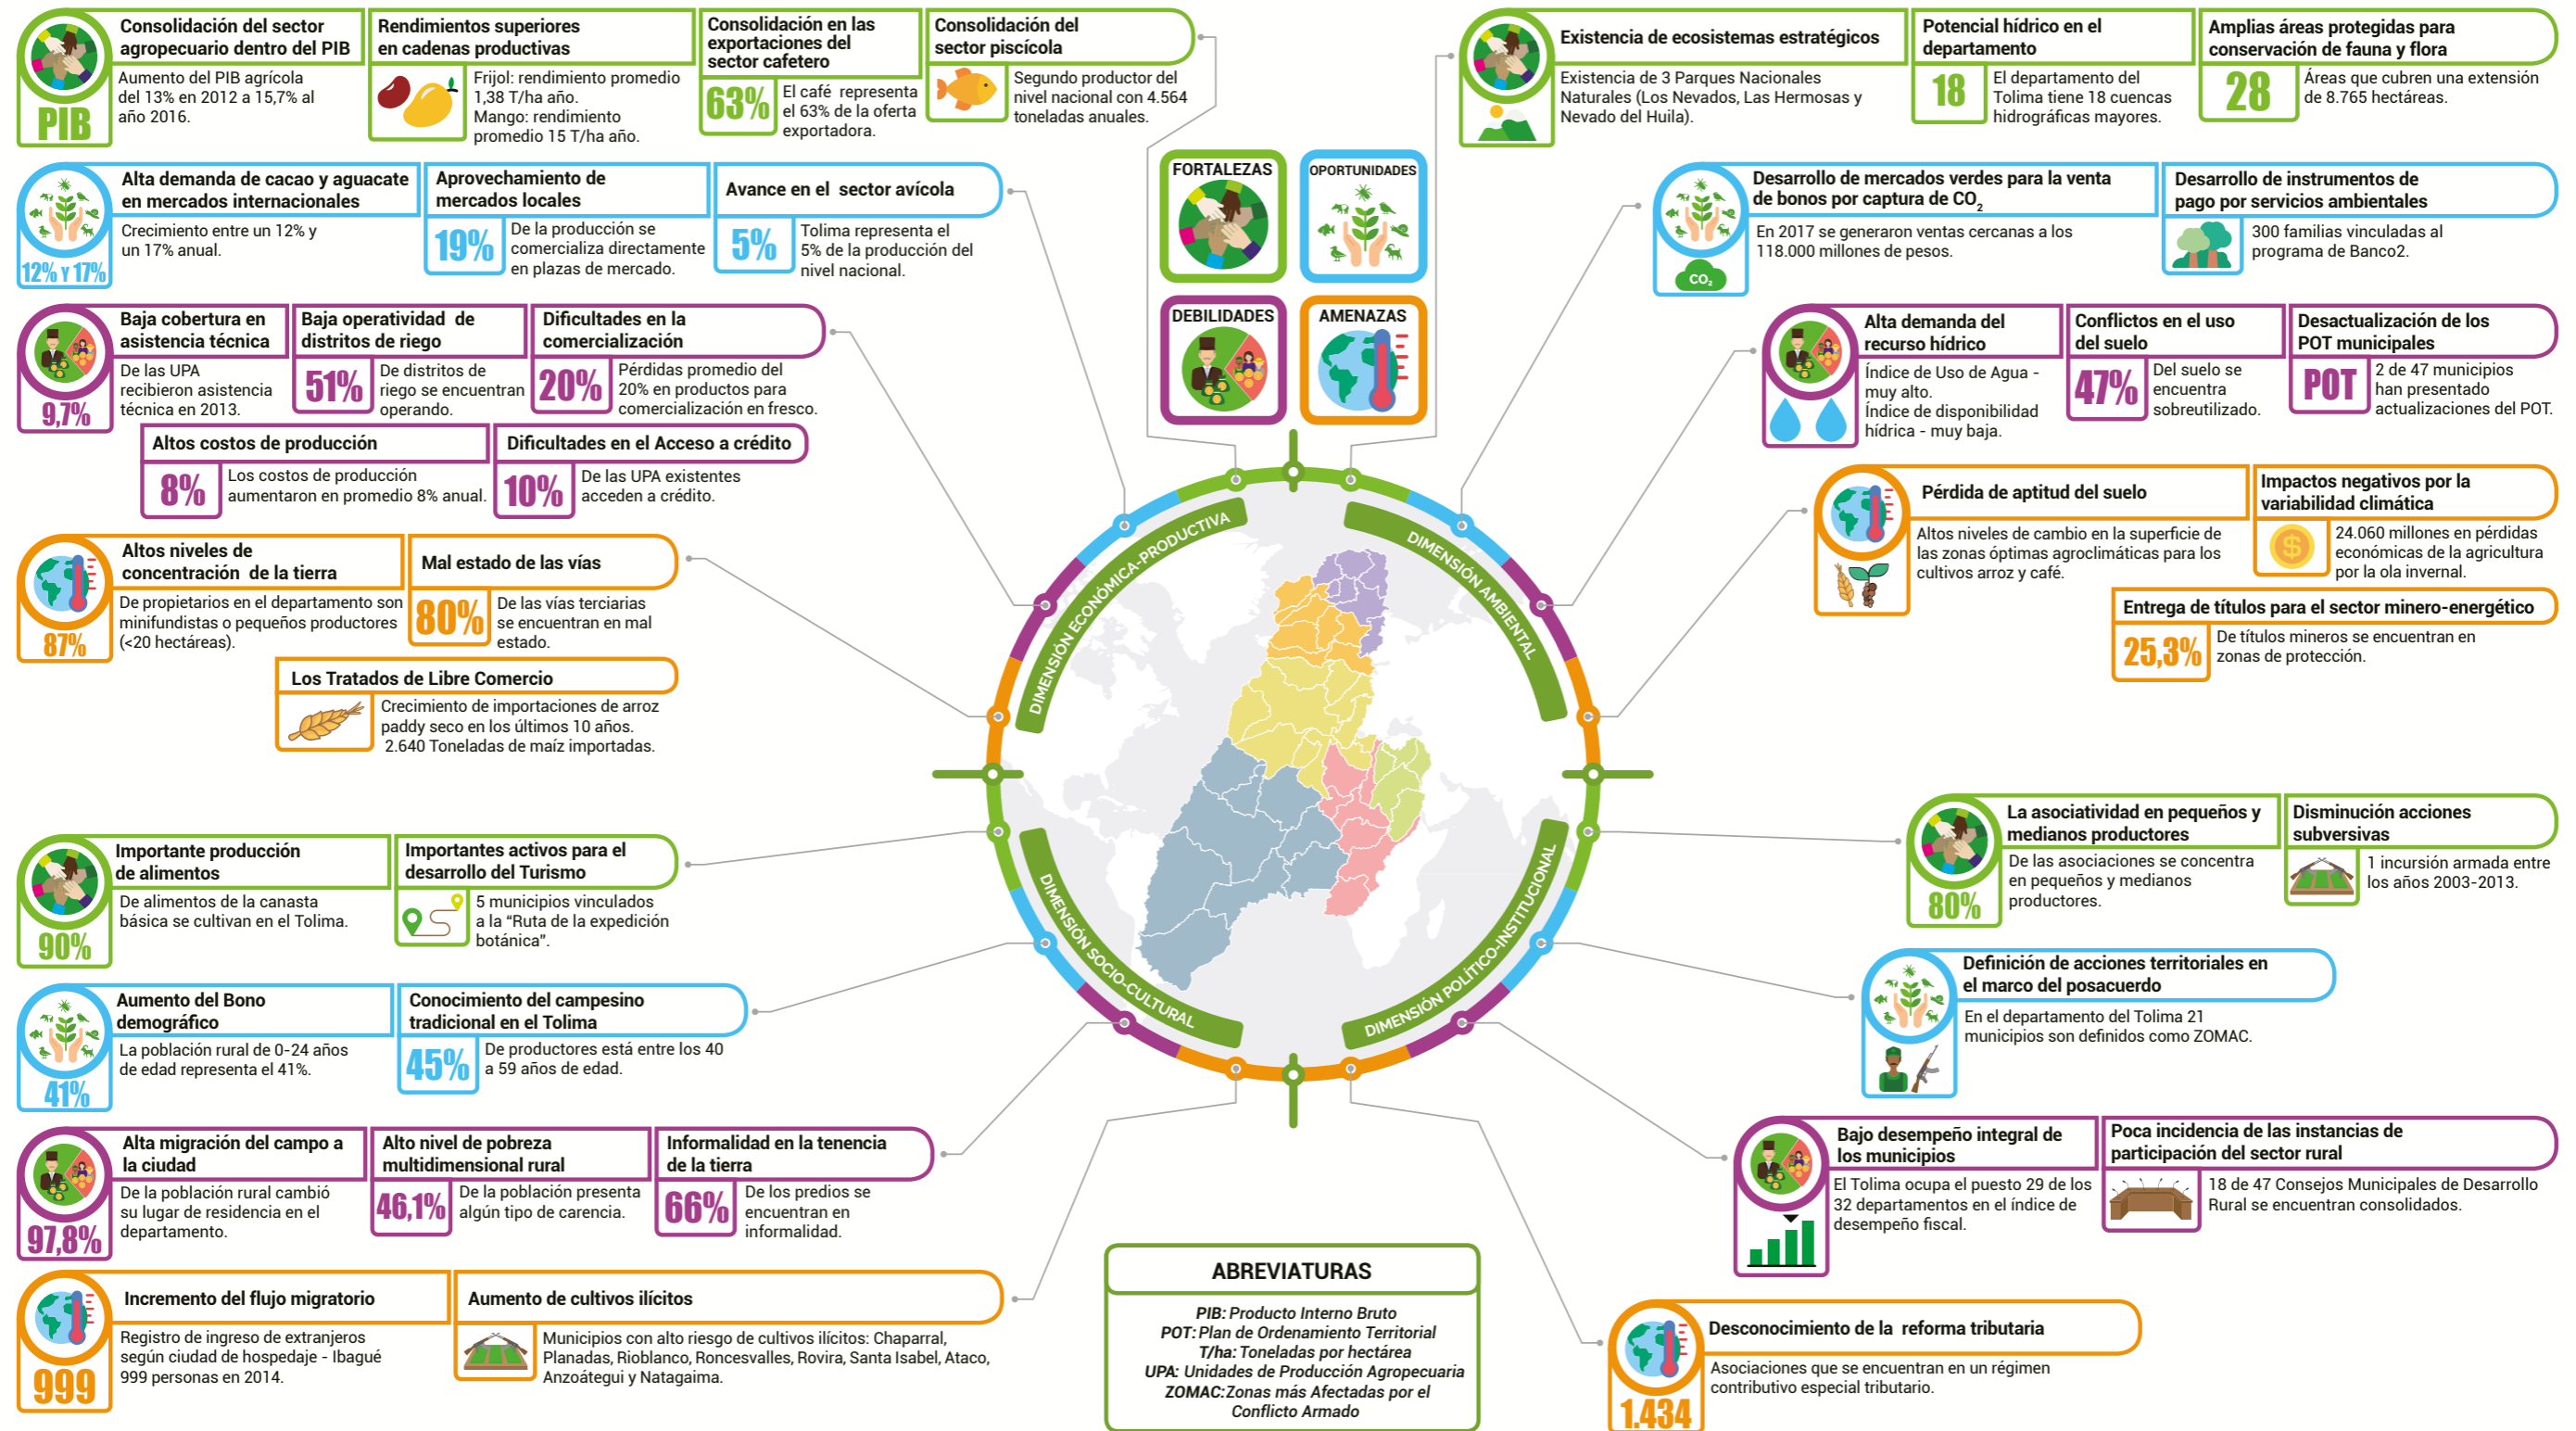 Consolidación del sector
agropecuario dentro del PIB
PIB
Aumento del PIB agrícola
del 13% en 2012 a 15,7% al
año 2016.
Rendimientos superiores
en cadenas productivas
Frijol: rendimiento promedio
1,38 T/ha año.
Mango: rendimiento
promedio 15 T/ha año.
Consolidación en las
exportaciones del
sector cafetero
63%
El café representa
el 63% de la oferta
exportadora.
Consolidación del
sector piscícola
Segundo productor del
nivel nacional con 4.564
toneladas anuales.
Alta demanda de cacao y aguacate
en mercados internacionales
12% Y 17%
Crecimiento entre un 12% y
un 17% anual.
Aprovechamiento de
mercados locales
19%
De la producción se
comercializa directamente
en plazas de mercado.
Avance en el sector avícola
5%
Tolima representa el
5% de la producción del
nivel nacional.
Baja cobertura en
asistencia técnica
9,7%
De las UPA
recibieron asistencia
técnica en 2013.
Baja operatividad de
distritos de riego
51%
De distritos de
riego se encuentran
operando.
Dificultades en la
comercialización
20%
Pérdidas promedio del
20% en productos para
comercialización en fresco.
Altos costos de producción
8%
Los costos de producción
aumentaron en promedio 8% anual.
Dificultades en el Acceso a crédito
10%
De las UPA existentes
acceden a crédito.
Altos niveles de
concentración de la tierra
87%
De propietarios en el departamento son
minifundistas o pequeños productores
(<20 hectáreas).
Mal estado de las vías
80%
De las vías terciarias
se encuentran en mal
estado.
Los Tratados de Libre Comercio
Crecimiento de importaciones de arroz
paddy seco en los últimos 10 años.
2.640 Toneladas de maíz importadas.
FORTALEZAS
OPORTUNIDADES
DEBILIDADES
AMENAZAS
Existencia de ecosistemas estratégicos
Existencia de 3 Parques Nacionales
Naturales (Los Nevados, Las Hermosas y
Nevado del Huila).
Potencial hídrico en el
departamento
18
El departamento del
Tolima tiene 18 cuencas
hidrográficas mayores.
Amplias áreas protegidas para
conservación de fauna y flora
28
Áreas que cubren una extensión
de 8.765 hectáreas.
Desarrollo de mercados verdes para la venta
de bonos por captura de CO2
CO2
En 2017 se generaron ventas cercanas a los
118.000 millones de pesos.
Desarrollo de instrumentos de
pago por servicios ambientales
300 familias vinculadas al
programa de Banco2.
Alta demanda del
recurso hídrico
Índice de Uso de Agua -
muy alto.
Índice de disponibilidad
hídrica - muy baja.
Conflictos en el uso
del suelo
47%
Del suelo se
encuentra
sobreutilizado.
Desactualización de los
POT municipales
POT
2 de 47 municipios
han presentado
actualizaciones del POT.
Pérdida de aptitud del suelo
Altos niveles de cambio en la superficie de
las zonas óptimas agroclimáticas para los
cultivos arroz y café.
Impactos negativos por la
variabilidad climática
24.060 millones en pérdidas
económicas de la agricultura
por la ola invernal.
Entrega de títulos para el sector minero-energético
25,3%
De títulos mineros se encuentran en
zonas de protección.
DIMENSIÓN ECONÓMICA-PRODUCTIVA
DIMENSIÓN AMBIENTAL
DIMENSIÓN SOCIO-CULTURAL
DIMENSIÓN POLÍTICO-INSTITUCIONAL
Importante producción
de alimentos
90%
De alimentos de la canasta
básica se cultivan en el Tolima.
Importantes activos para el
desarrollo del Turismo
5 municipios vinculados
a la “Ruta de la expedición
botánica”.
Aumento del Bono
demográfico
41%
La población rural de 0-24 años
de edad representa el 41%.
Conocimiento del campesino
tradicional en el Tolima
45%
De productores está entre los 40
a 59 años de edad.
Alta migración del campo a
la ciudad
97,8%
De la población rural cambió
su lugar de residencia en el
departamento.
Alto nivel de pobreza
multidimensional rural
46,1%
De la población presenta
algún tipo de carencia.
Informalidad en la tenencia
de la tierra
66%
De los predios se
encuentran en
informalidad.
Incremento del flujo migratorio
999
Registro de ingreso de extranjeros
según ciudad de hospedaje - Ibagué
999 personas en 2014.
Aumento de cultivos ilícitos
Municipios con alto riesgo de cultivos ilícitos: Chaparral,
Planadas, Rioblanco, Roncesvalles, Rovira, Santa Isabel, Ataco,
Anzoátegui y Natagaima.
La asociatividad en pequeños y
medianos productores
80%
De las asociaciones se concentra
en pequeños y medianos
productores.
Disminución acciones
subversivas
1 incursión armada entre
los años 2003-2013.
Definición de acciones territoriales en
el marco del posacuerdo
En el departamento del Tolima 21
municipios son definidos como ZOMAC.
Bajo desempeño integral de
los municipios
El Tolima ocupa el puesto 29 de los
32 departamentos en el índice de
desempeño fiscal.
Poca incidencia de las instancias de
participación del sector rural
18 de 47 Consejos Municipales de Desarrollo
Rural se encuentran consolidados.
Desconocimiento de la reforma tributaria
1.434
Asociaciones que se encuentran en un régimen
contributivo especial tributario.
ABREVIATURAS
PIB: Producto Interno Bruto
POT: Plan de Ordenamiento Territorial
T/ha: Toneladas por hectárea
UPA: Unidades de Producción Agropecuaria
ZOMAC:Zonas más Afectadas por el
Conflicto Armado